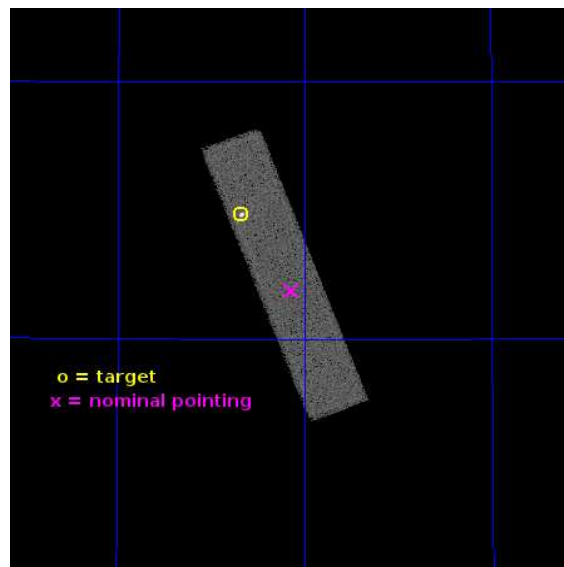 o = target
x = nominal pointing